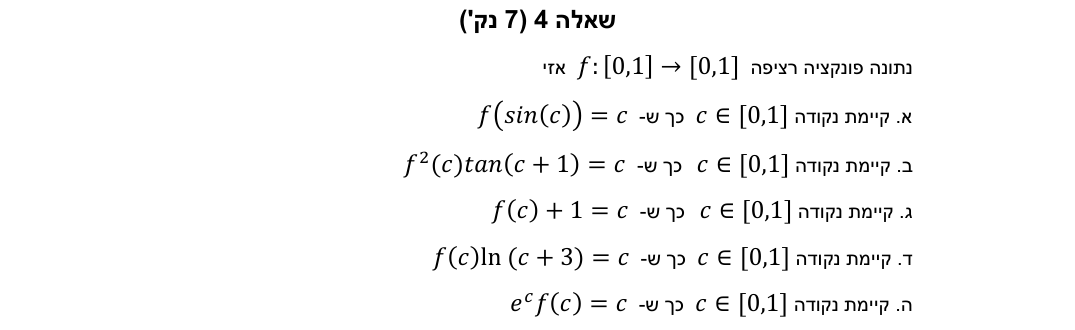 שאלה 4 (7 נק')
נתונה פונקציה רציפה f: [0,1] → [0,1] אזי
א. קיימת נקודה c ∈ [0,1] כך ש- f(sin(c)) = c
ב. קיימת נקודה c ∈ [0,1] כך ש- f²(c)tan(c + 1) = c
ג. קיימת נקודה c ∈ [0,1] כך ש- f(c) + 1 = c
ד. קיימת נקודה c ∈ [0,1] כך ש- f(c)ln (c + 3) = c
ה. קיימת נקודה c ∈ [0,1] כך ש- eᶜf(c) = c